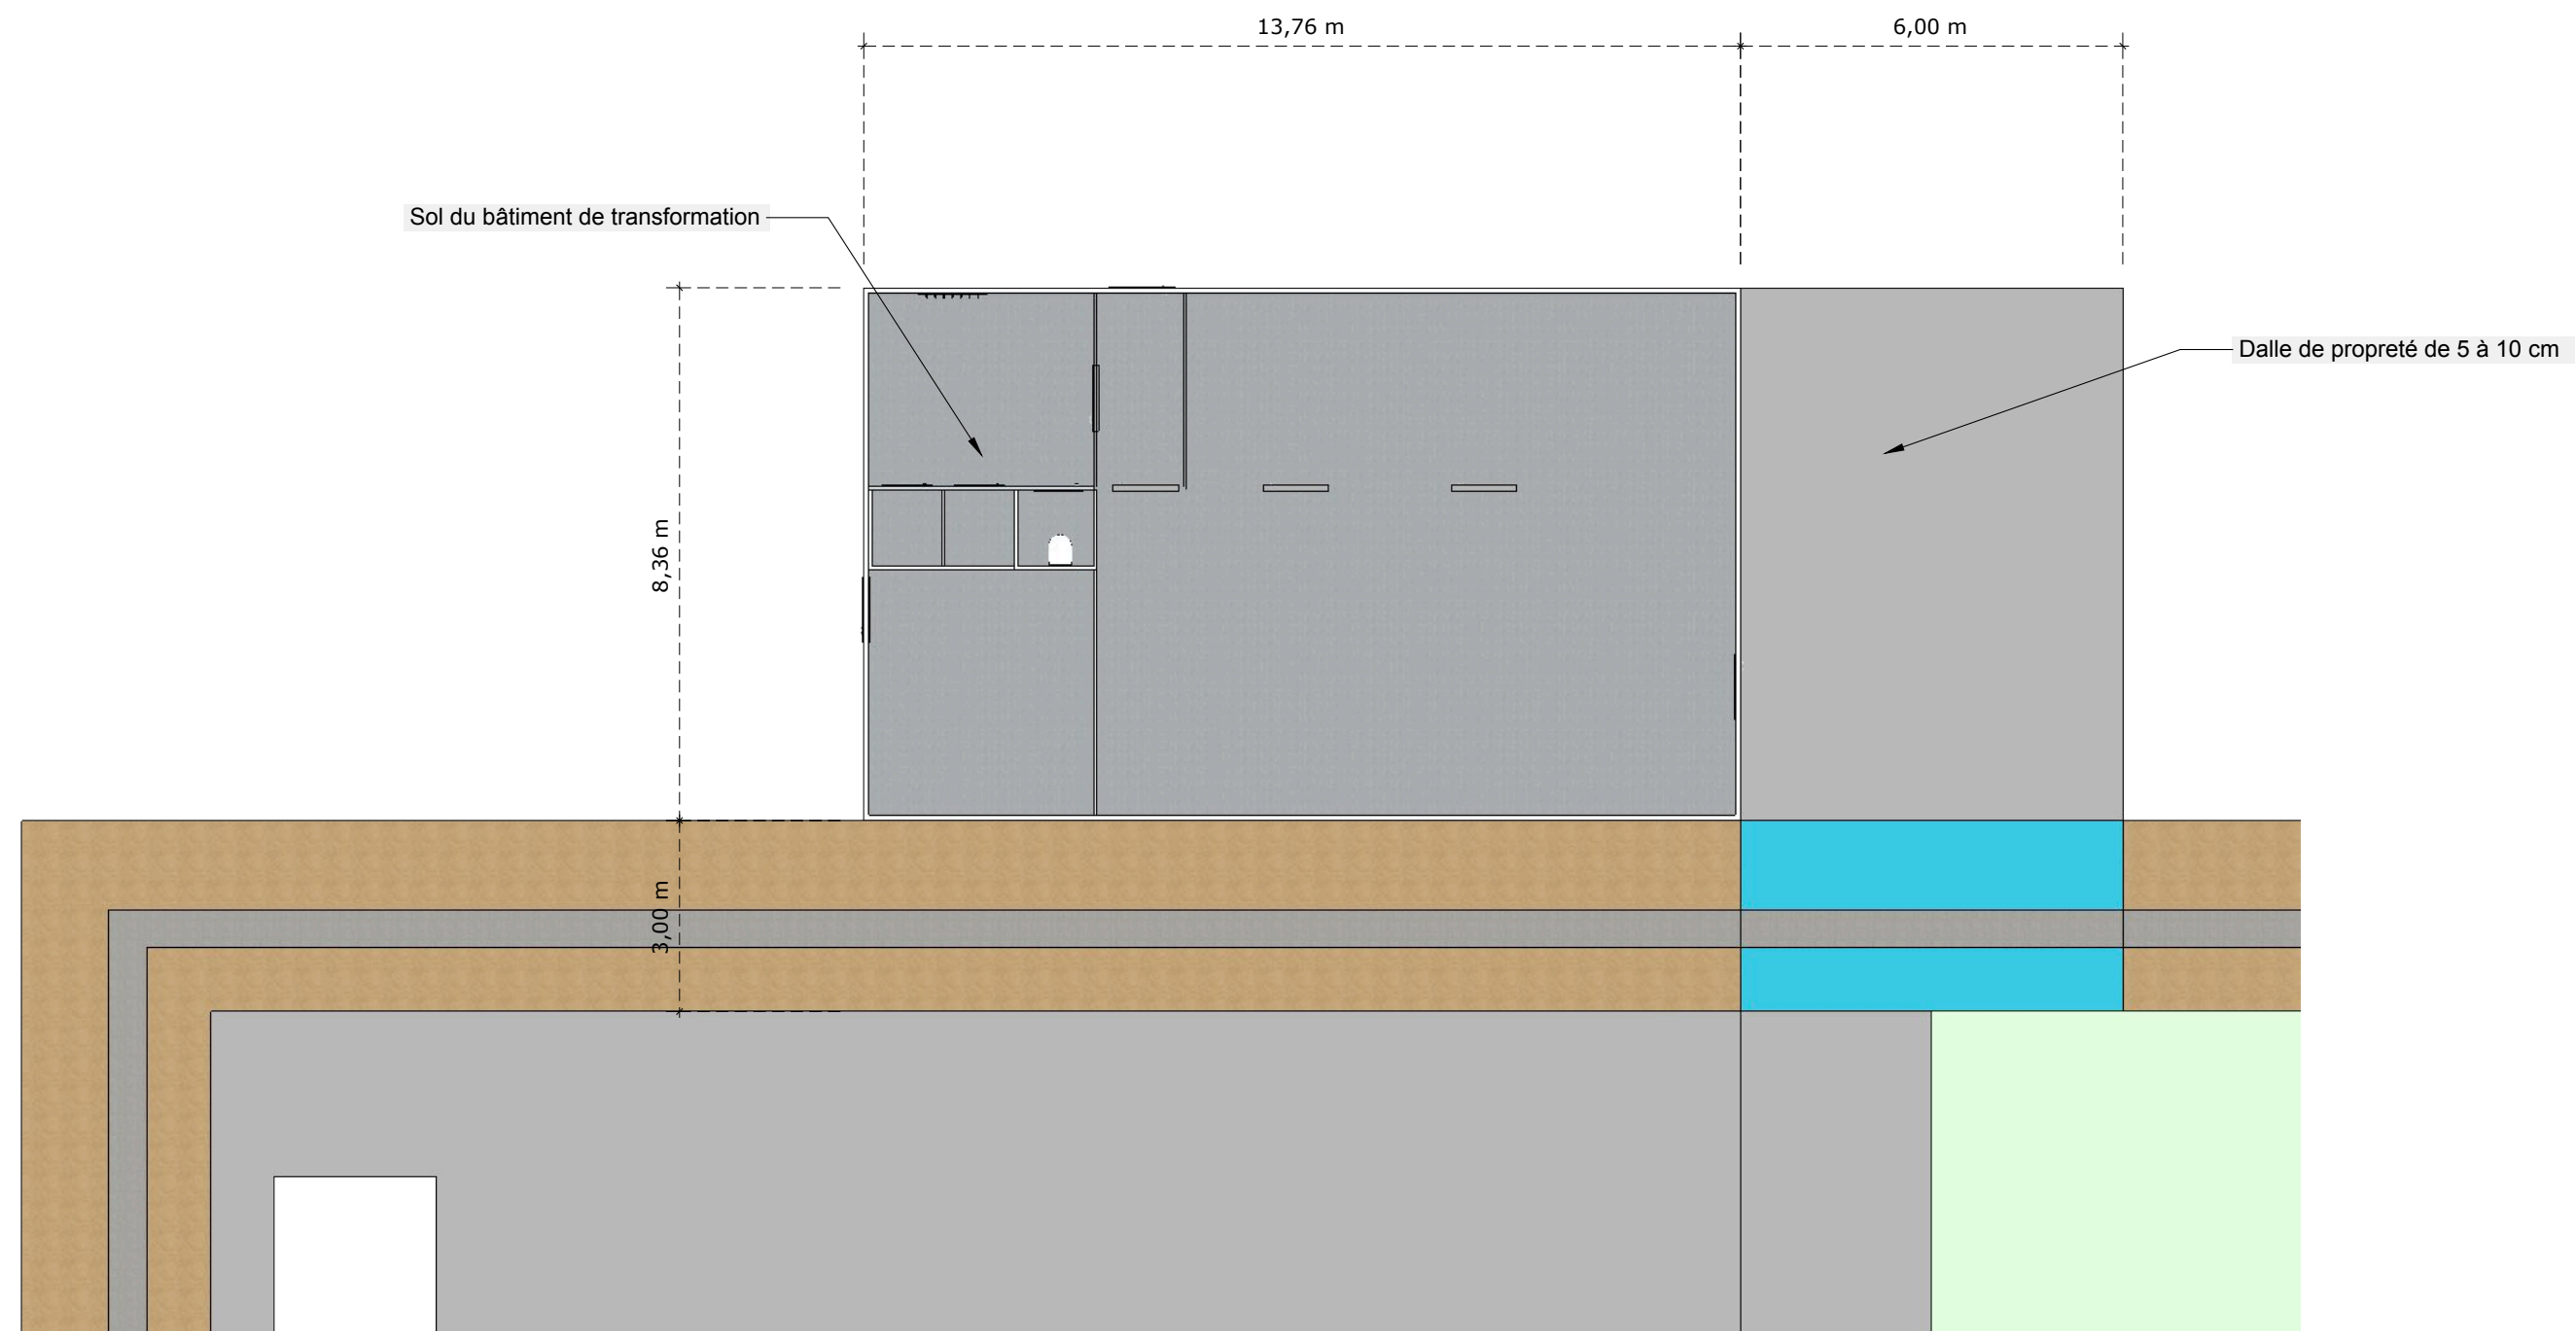 13,76 m
6,00 m
Sol du bâtiment de transformation
Dalle de propreté de 5 à 10 cm
8,36 m
3,00 m